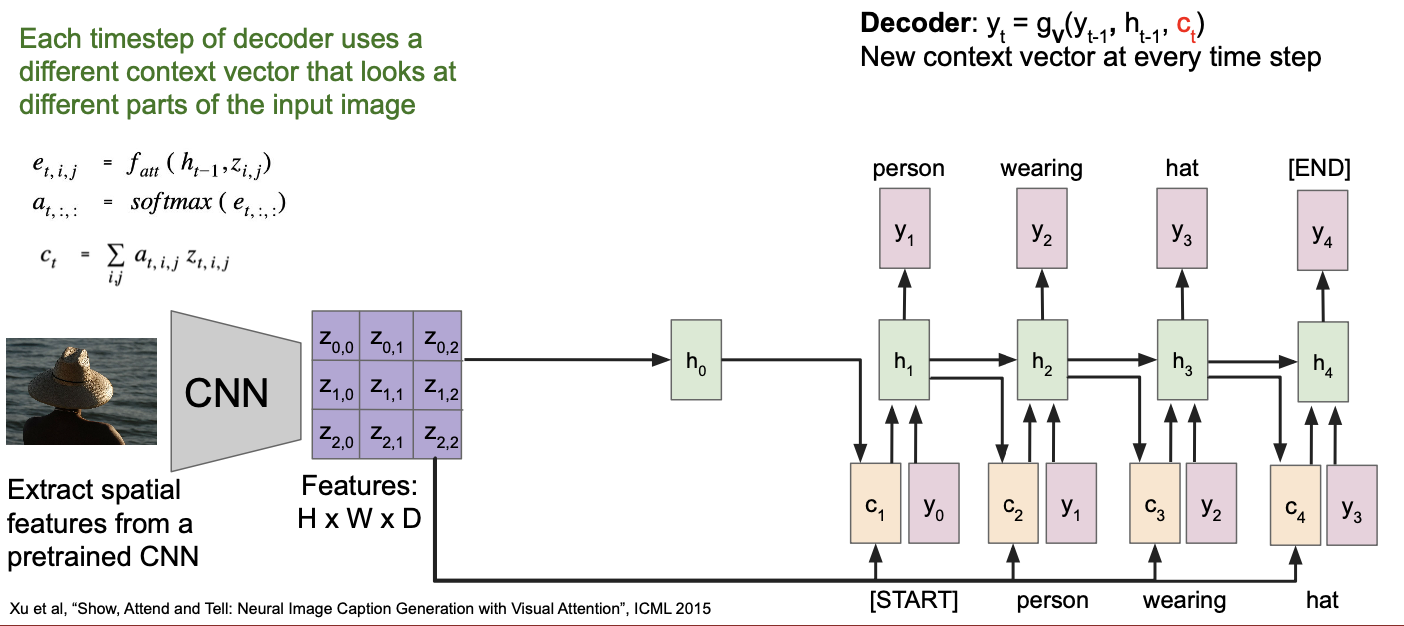 Each timestep of decoder uses a
different context vector that looks at
different parts of the input image
Decoder: y_t = g_V(y_{t-1}, h_{t-1}, c_t)
New context vector at every time step
e_{t,i,j} = f_{att} ( h_{t−1}, z_{i,j})
a_{t,:,:} = softmax ( e_{t,:,:})
c_t = ∑_{i,j} a_{t,i,j} z_{t,i,j}
person wearing hat [END]
y_1 y_2 y_3 y_4
CNN
z_{0,0} z_{0,1} z_{0,2}
z_{1,0} z_{1,1} z_{1,2}
z_{2,0} z_{2,1} z_{2,2}
h_0 h_1 h_2 h_3 h_4
Extract spatial
features from a
pretrained CNN
Features:
H x W x D
c_1 y_0 c_2 y_1 c_3 y_2 c_4 y_3
[START] person wearing hat
Xu et al, “Show, Attend and Tell: Neural Image Caption Generation with Visual Attention”, ICML 2015